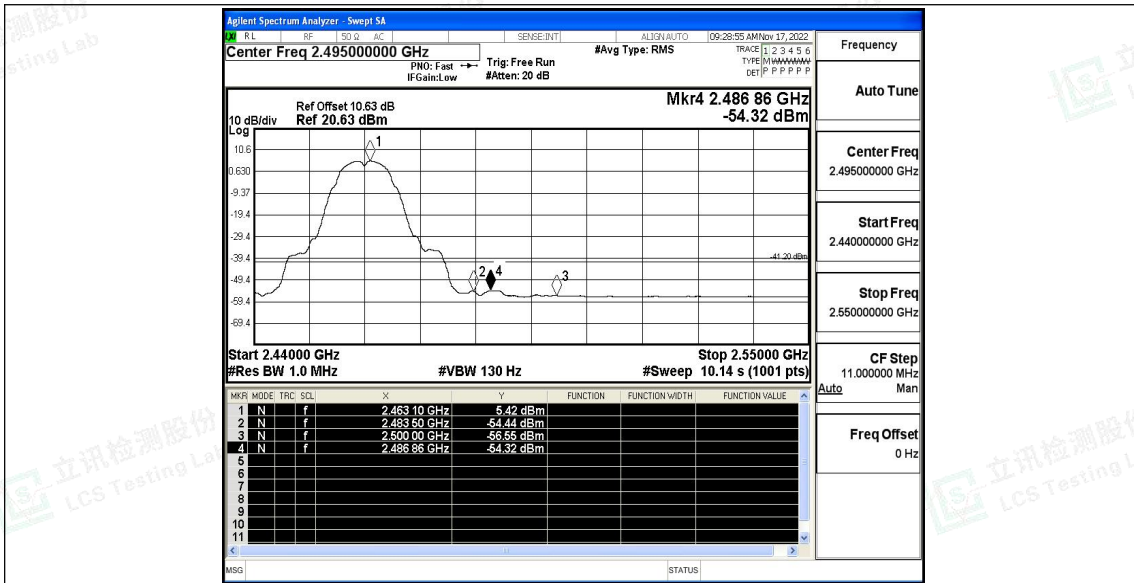 Agilent Spectrum Analyzer - Swept SA
LXI RL RF 50 Ω AC SENSE:INT ALIGN AUTO 09:28:55 AM Nov 17, 2022
Center Freq 2.495000000 GHz
#Avg Type: RMS
TRACE 1 2 3 4 5 6
PNO: Fast Trig: Free Run
TYPE M WWWWW
IFGain:Low #Atten: 20 dB
DET P P P P P P
Ref Offset 10.63 dB
Mkr4 2.486 86 GHz
10 dB/div Ref 20.63 dBm
-54.32 dBm
Log
10.6
0.630
-9.37
-19.4
-29.4
-39.4
-49.4
-59.4
-69.4
1
2 4 3
-41.20 dBm
Start 2.44000 GHz Stop 2.55000 GHz
#Res BW 1.0 MHz #VBW 130 Hz #Sweep 10.14 s (1001 pts)
MKR MODE TRC SCL X Y FUNCTION FUNCTION WIDTH FUNCTION VALUE
1 N f 2.463 10 GHz 5.42 dBm
2 N f 2.483 50 GHz -54.44 dBm
3 N f 2.500 00 GHz -56.55 dBm
4 N f 2.486 86 GHz -54.32 dBm
5
6
7
8
9
10
11
MSG STATUS
Frequency
Auto Tune
Center Freq
2.495000000 GHz
Start Freq
2.440000000 GHz
Stop Freq
2.550000000 GHz
CF Step
11.000000 MHz
Auto Man
Freq Offset
0 Hz
立讯检测股份
LCS Testing Lab
立讯检测股份
LCS Testing L